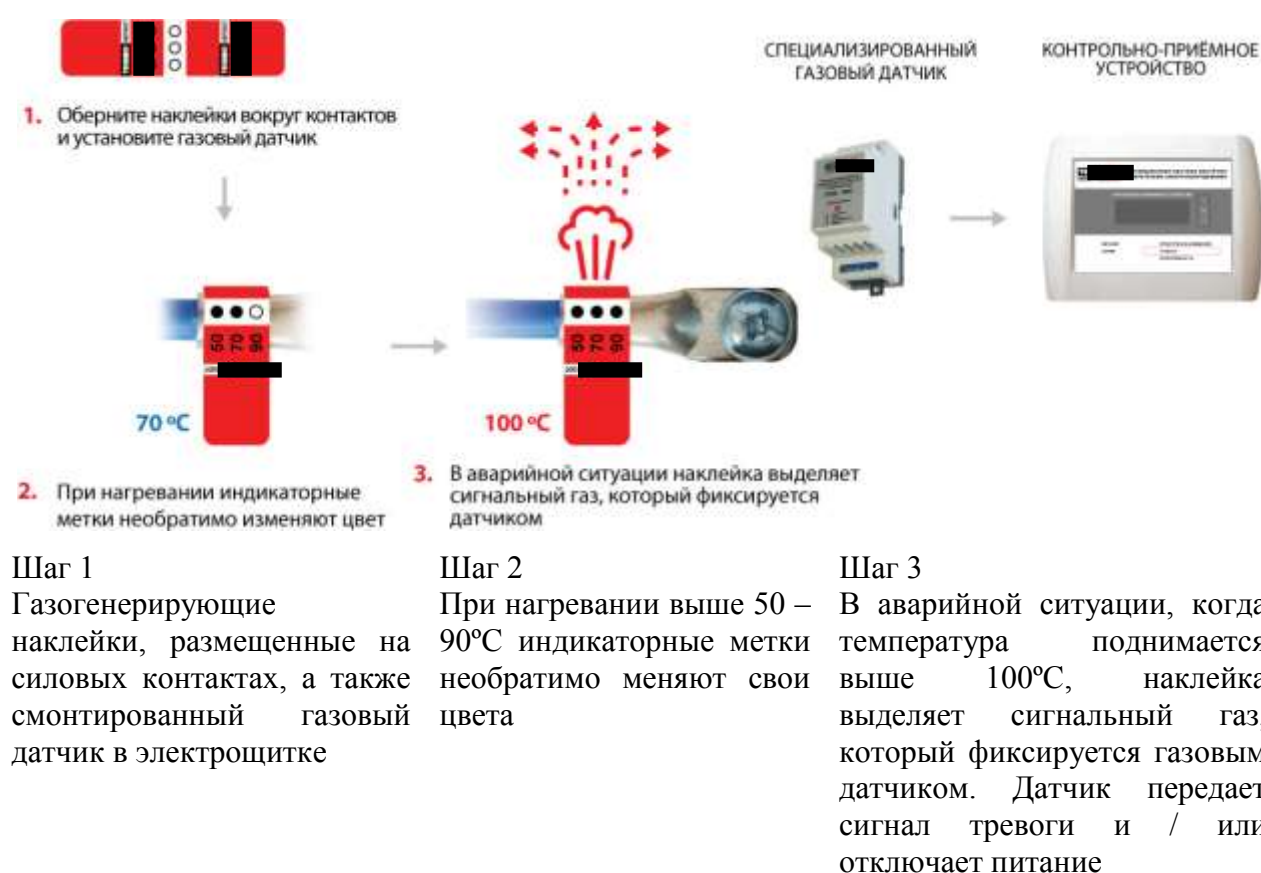 СПЕЦИАЛИЗИРОВАННЫЙ
ГАЗОВЫЙ ДАТЧИК
КОНТРОЛЬНО-ПРИЁМНОЕ
УСТРОЙСТВО
1. Оберните наклейки вокруг контактов
и установите газовый датчик
50 70 90
70 ºC
50 70 90
100 ºC
2. При нагревании индикаторные
метки необратимо изменяют цвет
3. В аварийной ситуации наклейка выделяет
сигнальный газ, который фиксируется
датчиком
Шаг 1
Газогенерирующие
наклейки, размещенные на
силовых контактах, а также
смонтированный газовый
датчик в электрощитке
Шаг 2
При нагревании выше 50 –
90ºС индикаторные метки
необратимо меняют свои
цвета
Шаг 3
В аварийной ситуации, когда
температура поднимается
выше 100ºС, наклейка
выделяет сигнальный газ,
который фиксируется газовым
датчиком. Датчик передает
сигнал тревоги и / или
отключает питание